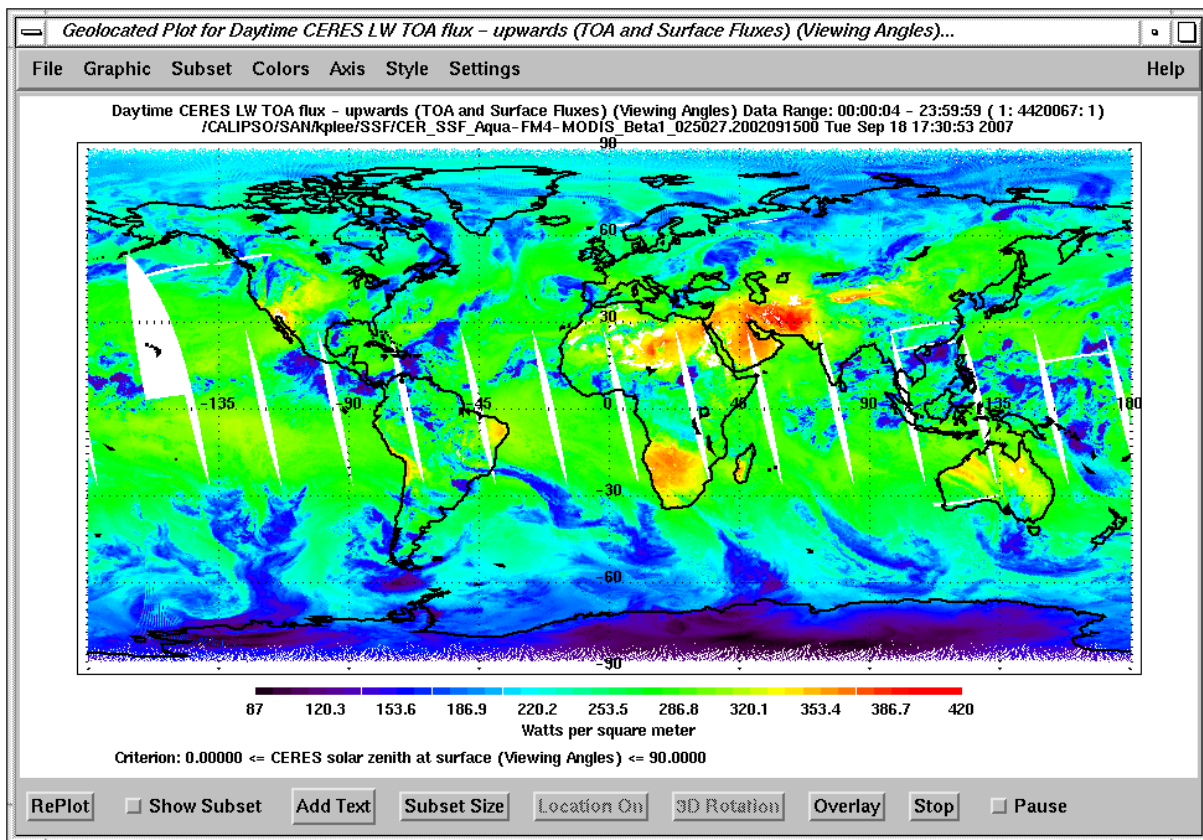 Geolocated Plot for Daytime CERES LW TOA flux - upwards (TOA and Surface Fluxes) (Viewing Angles)...
File Graphic Subset Colors Axis Style Settings Help
Daytime CERES LW TOA flux - upwards (TOA and Surface Fluxes) (Viewing Angles) Data Range: 00:00:04 - 23:59:59 ( 1: 4420067: 1)
/CALIPSO/SAN/kplee/SSF/CER_SSF_Aqua-FM4-MODIS_Beta1_025027.2002091500 Tue Sep 18 17:30:53 2007
90
60
30
-135 -90 -45 0 45 90 135 180
-30
-60
-90
87 120.3 153.6 186.9 220.2 253.5 286.8 320.1 353.4 386.7 420
Watts per square meter
Criterion: 0.00000 <= CERES solar zenith at surface (Viewing Angles) <= 90.0000
RePlot Show Subset Add Text Subset Size Location On 3D Rotation Overlay Stop Pause